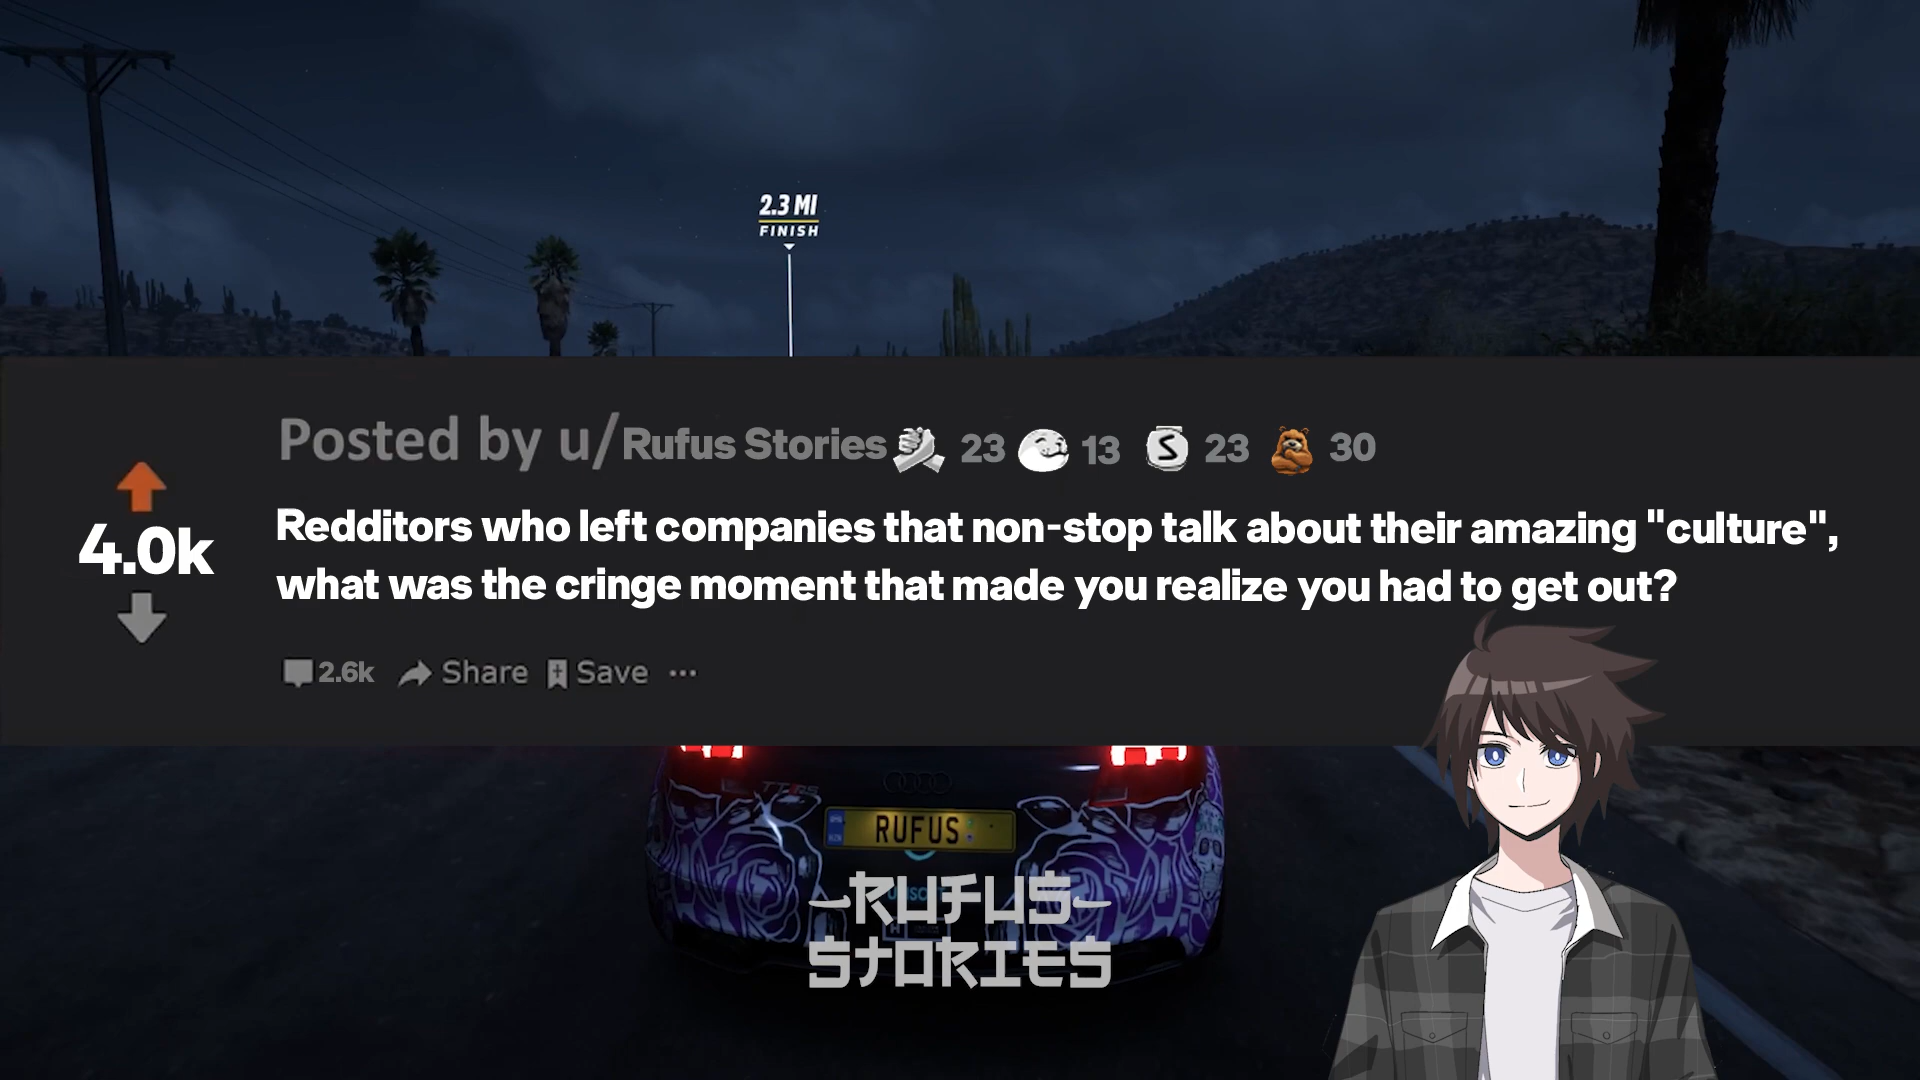 2.3 MI
FINISH
Posted by u/Rufus Stories 23 13 S 23 30
4.0k
Redditors who left companies that non-stop talk about their amazing "culture",
what was the cringe moment that made you realize you had to get out?
2.6k Share Save ...
RUFUS
RUFUS
STORIES